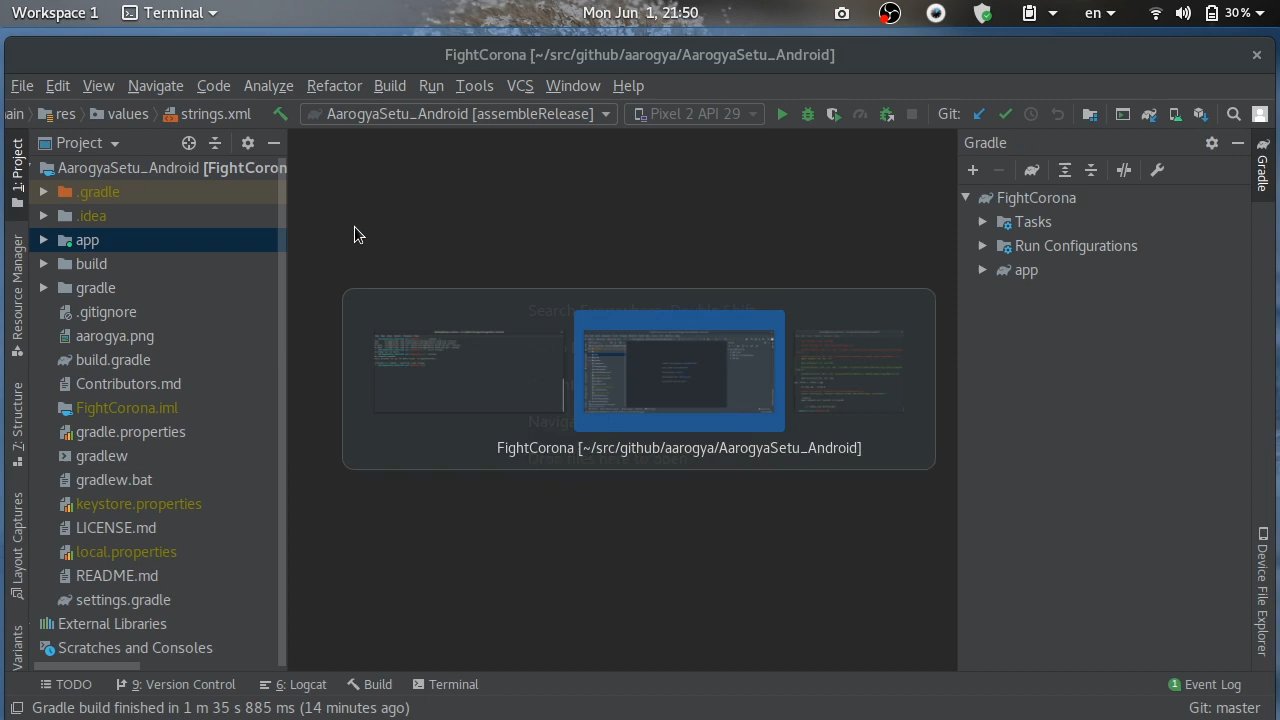 Workspace 1
Terminal
Mon Jun 1, 21:50
en
30%
FightCorona [~/src/github/aarogya/AarogyaSetu_Android]
File Edit View Navigate Code Analyze Refactor Build Run Tools VCS Window Help
ain res values strings.xml
AarogyaSetu_Android [assembleRelease]
Pixel 2 API 29
Git:
1: Project
Resource Manager
7: Structure
Layout Captures
Variants
Project
AarogyaSetu_Android [FightCoron
.gradle
.idea
app
build
gradle
.gitignore
aarogya.png
build.gradle
Contributors.md
FightCorona.iml
gradle.properties
gradlew
gradlew.bat
keystore.properties
LICENSE.md
local.properties
README.md
settings.gradle
External Libraries
Scratches and Consoles
FightCorona [~/src/github/aarogya/AarogyaSetu_Android]
Gradle
FightCorona
Tasks
Run Configurations
app
Gradle
Device File Explorer
TODO
9: Version Control
6: Logcat
Build
Terminal
1 Event Log
Gradle build finished in 1 m 35 s 885 ms (14 minutes ago)
Git: master